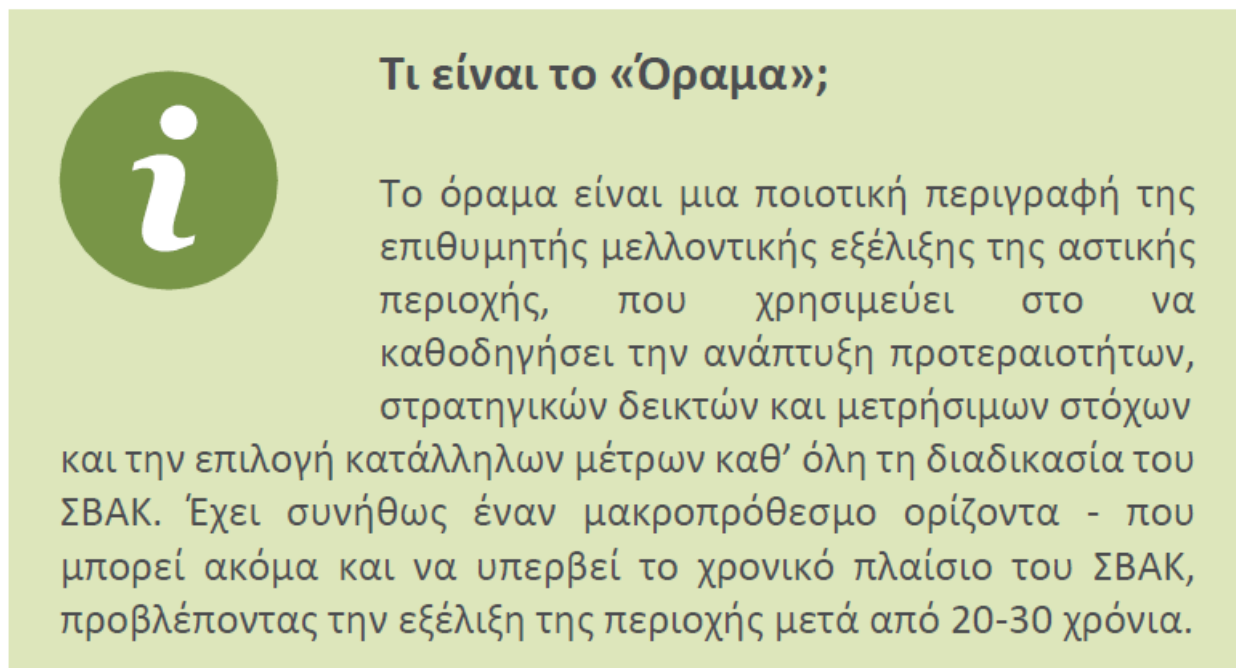 Τι είναι το «Όραμα»;
Το όραμα είναι μια ποιοτική περιγραφή της
επιθυμητής μελλοντικής εξέλιξης της αστικής
περιοχής, που χρησιμεύει στο να
καθοδηγήσει την ανάπτυξη προτεραιοτήτων,
στρατηγικών δεικτών και μετρήσιμων στόχων
και την επιλογή κατάλληλων μέτρων καθ’ όλη τη διαδικασία του
ΣΒΑΚ. Έχει συνήθως έναν μακροπρόθεσμο ορίζοντα - που
μπορεί ακόμα και να υπερβεί το χρονικό πλαίσιο του ΣΒΑΚ,
προβλέποντας την εξέλιξη της περιοχής μετά από 20-30 χρόνια.